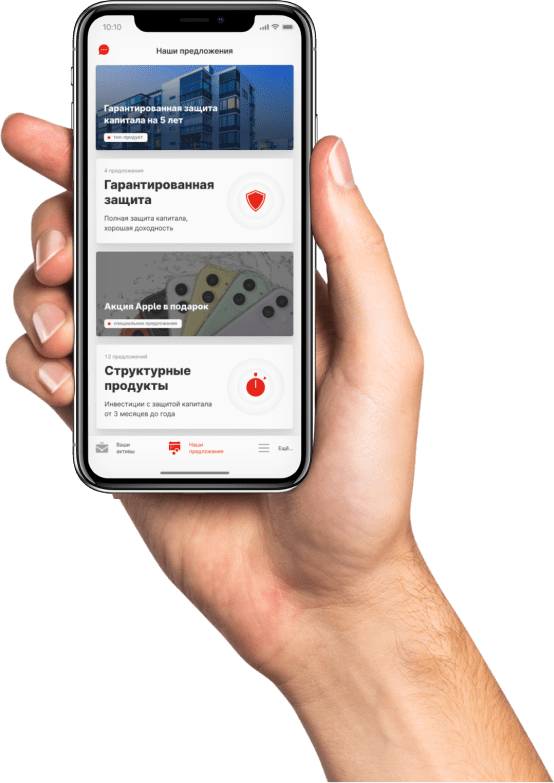 10:10
Наши предложения
Гарантированная защита
капитала на 5 лет
топ-продукт
4 предложения
Гарантированная
защита
Полная защита капитала,
хорошая доходность
Акция Apple в подарок
специальное предложение
12 предложений
Структурные
продукты
Инвестиции с защитой капитала
от 3 месяцев до года
Ваши
активы
Наши
предложения
Ещё...